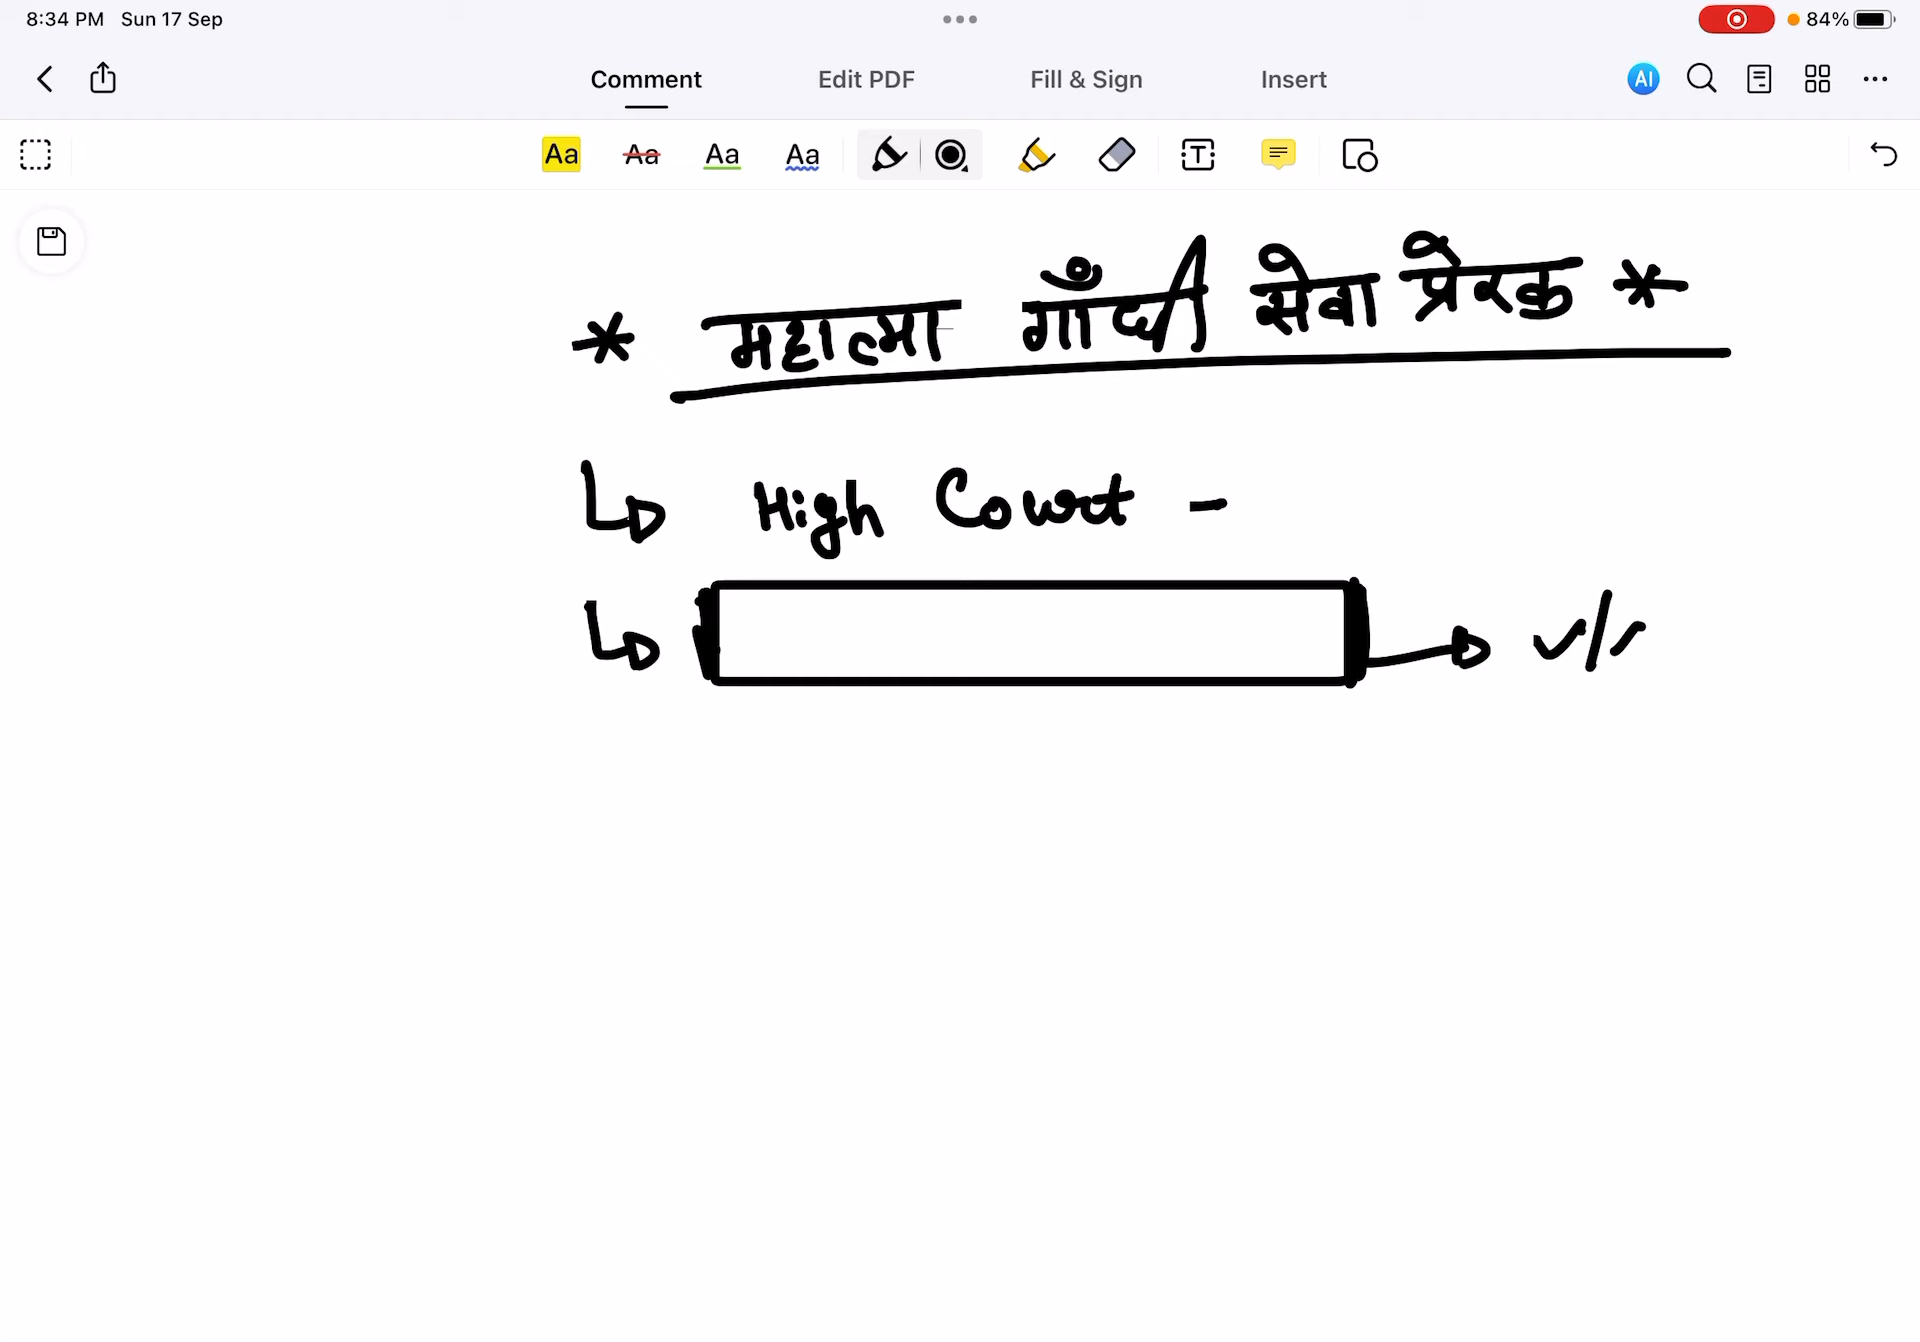 8:34 PM Sun 17 Sep
84%
Comment Edit PDF Fill & Sign Insert
AI
Aa Aa Aa Aa T
* महात्मा गाँधी सेवा प्रेरक *
High Court -